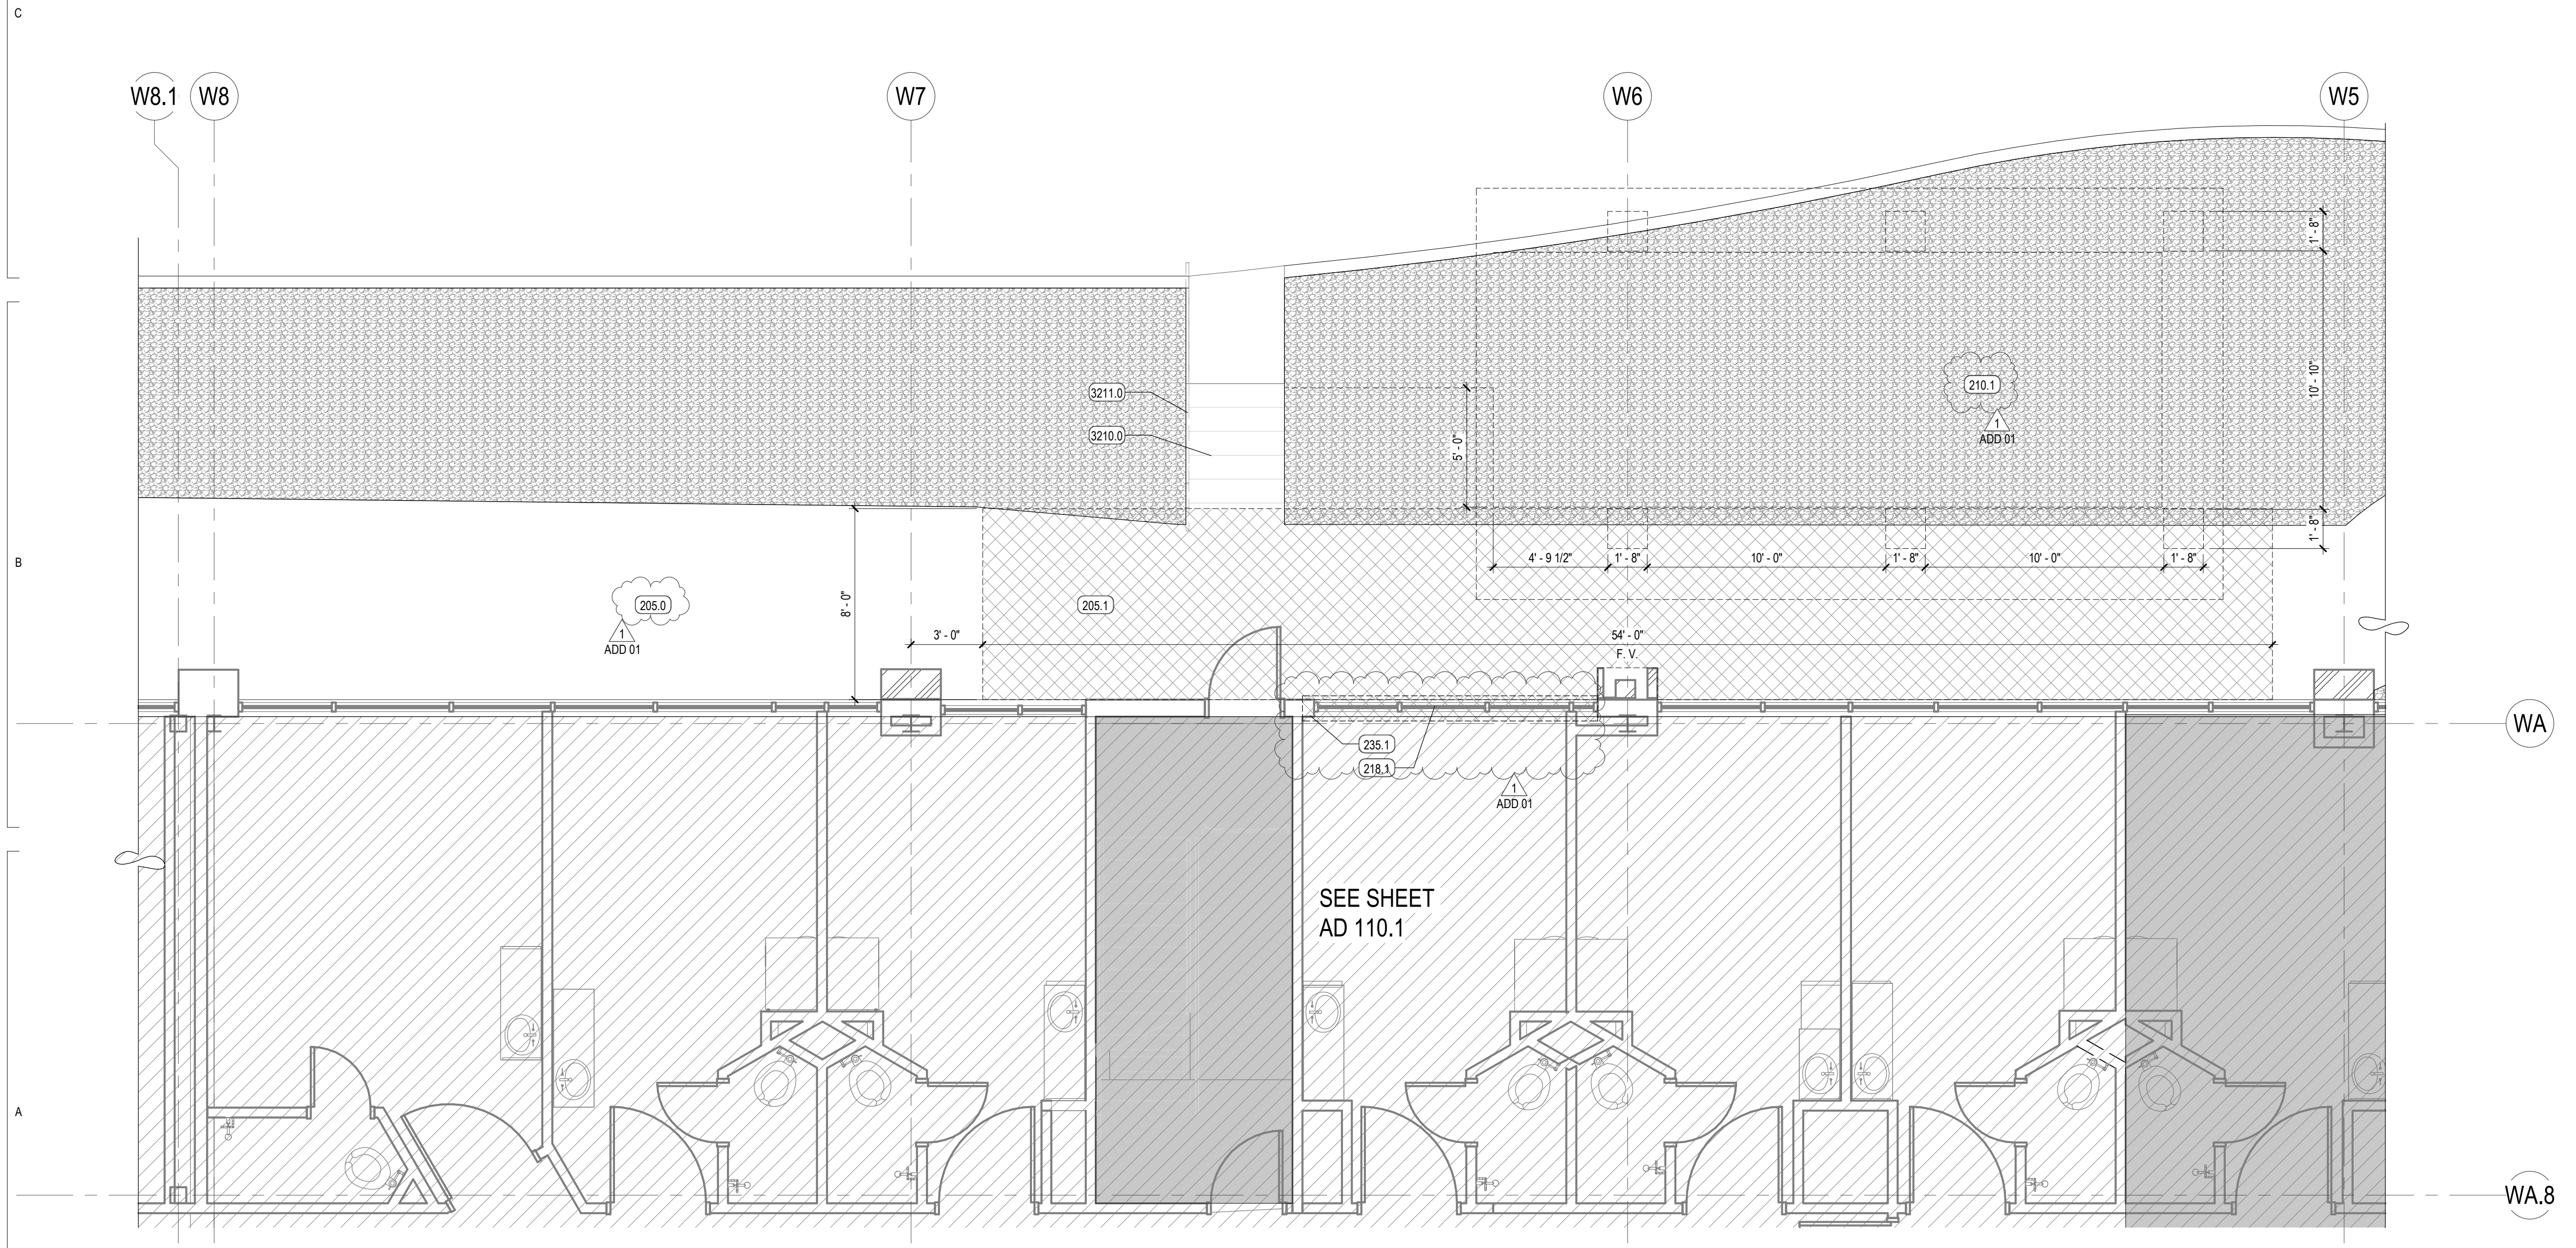 C
W8.1
W8
W7
W6
W5
1' - 8"
3211.0
210.1
10' - 10"
1
ADD 01
3210.0
5' - 0"
1' - 8"
B
4' - 9 1/2"
1' - 8"
10' - 0"
1' - 8"
10' - 0"
1' - 8"
205.0
8' - 0"
205.1
1
ADD 01
3' - 0"
54' - 0"
F. V.
WA
235.1
218.1
1
ADD 01
SEE SHEET
AD 110.1
A
WA.8